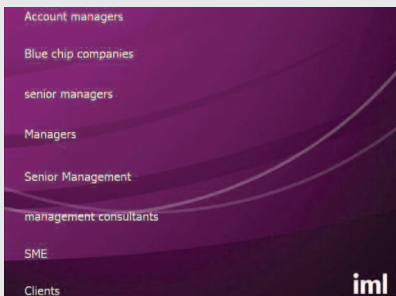 Account managers
Blue chip companies
senior managers
Managers
Senior Management
management consultants
SME
Clients
iml